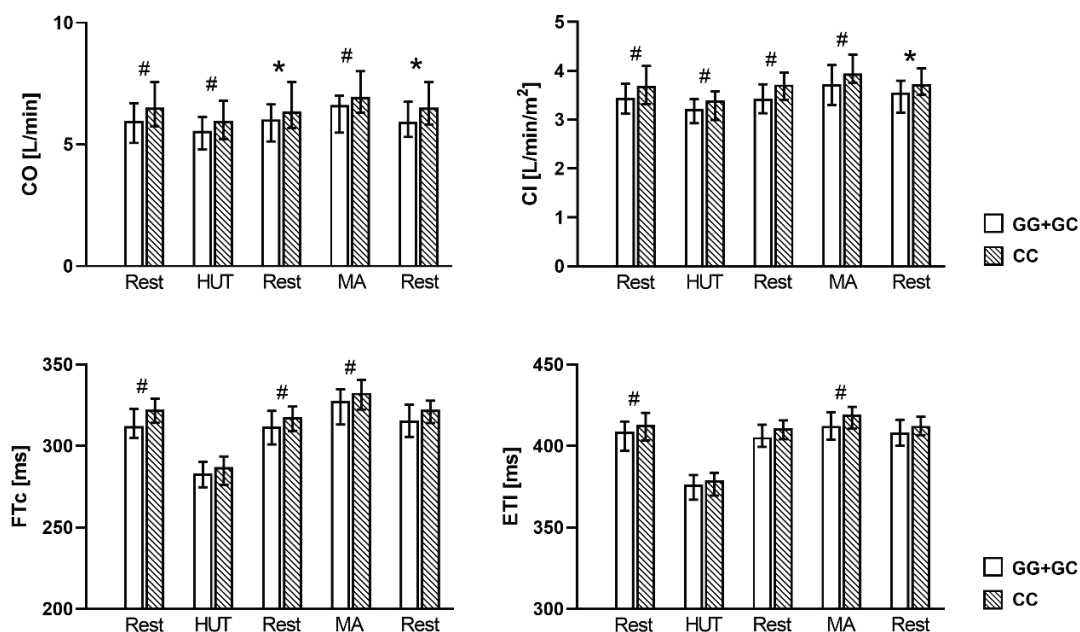 CO [L/min]
10
5
0
# # * # *
Rest HUT Rest MA Rest
CI [L/min/m²]
5
4
3
2
1
0
# # # # *
Rest HUT Rest MA Rest
GG+GC
CC
FTc [ms]
350
300
250
200
# # #
Rest HUT Rest MA Rest
ETI [ms]
450
400
350
300
# #
Rest HUT Rest MA Rest
GG+GC
CC